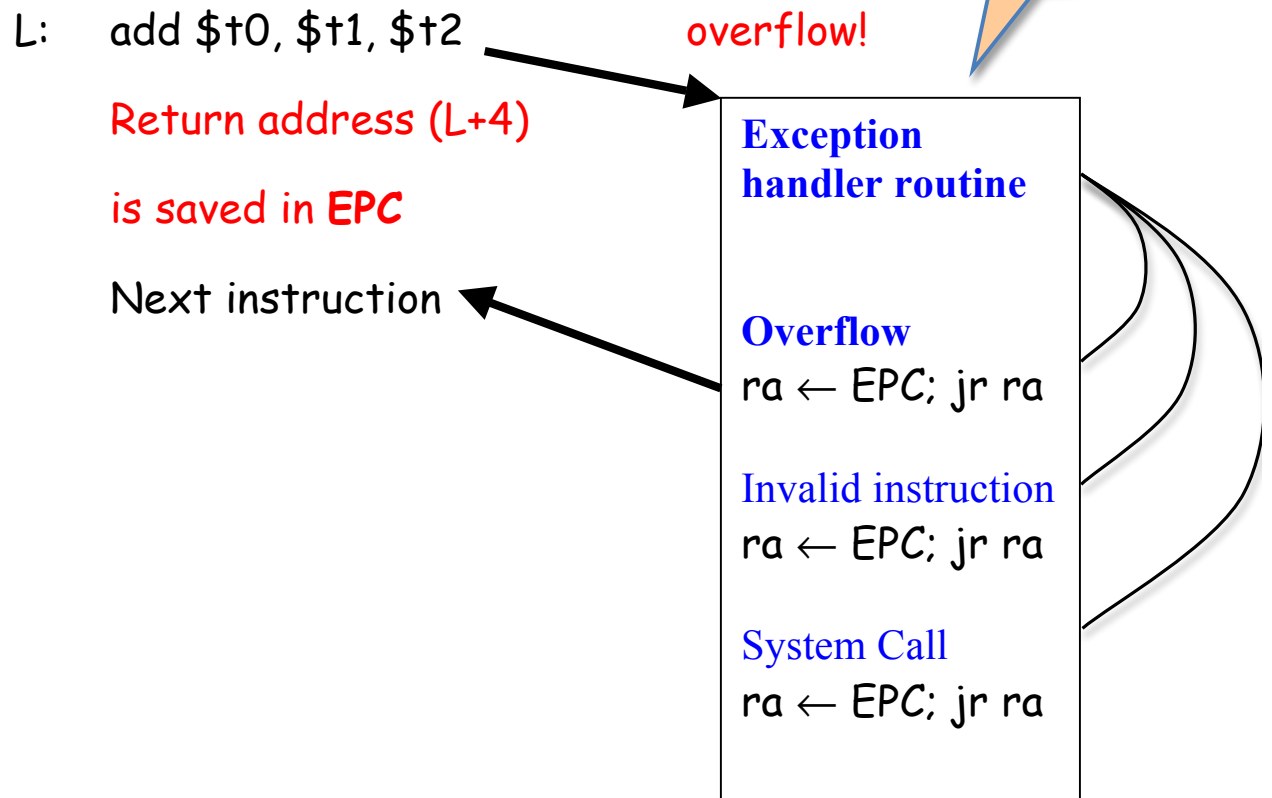 L: add $t0, $t1, $t2 overflow!
Return address (L+4)
is saved in EPC
Next instruction
Exception
handler routine
Overflow
ra ← EPC; jr ra
Invalid instruction
ra ← EPC; jr ra
System Call
ra ← EPC; jr ra